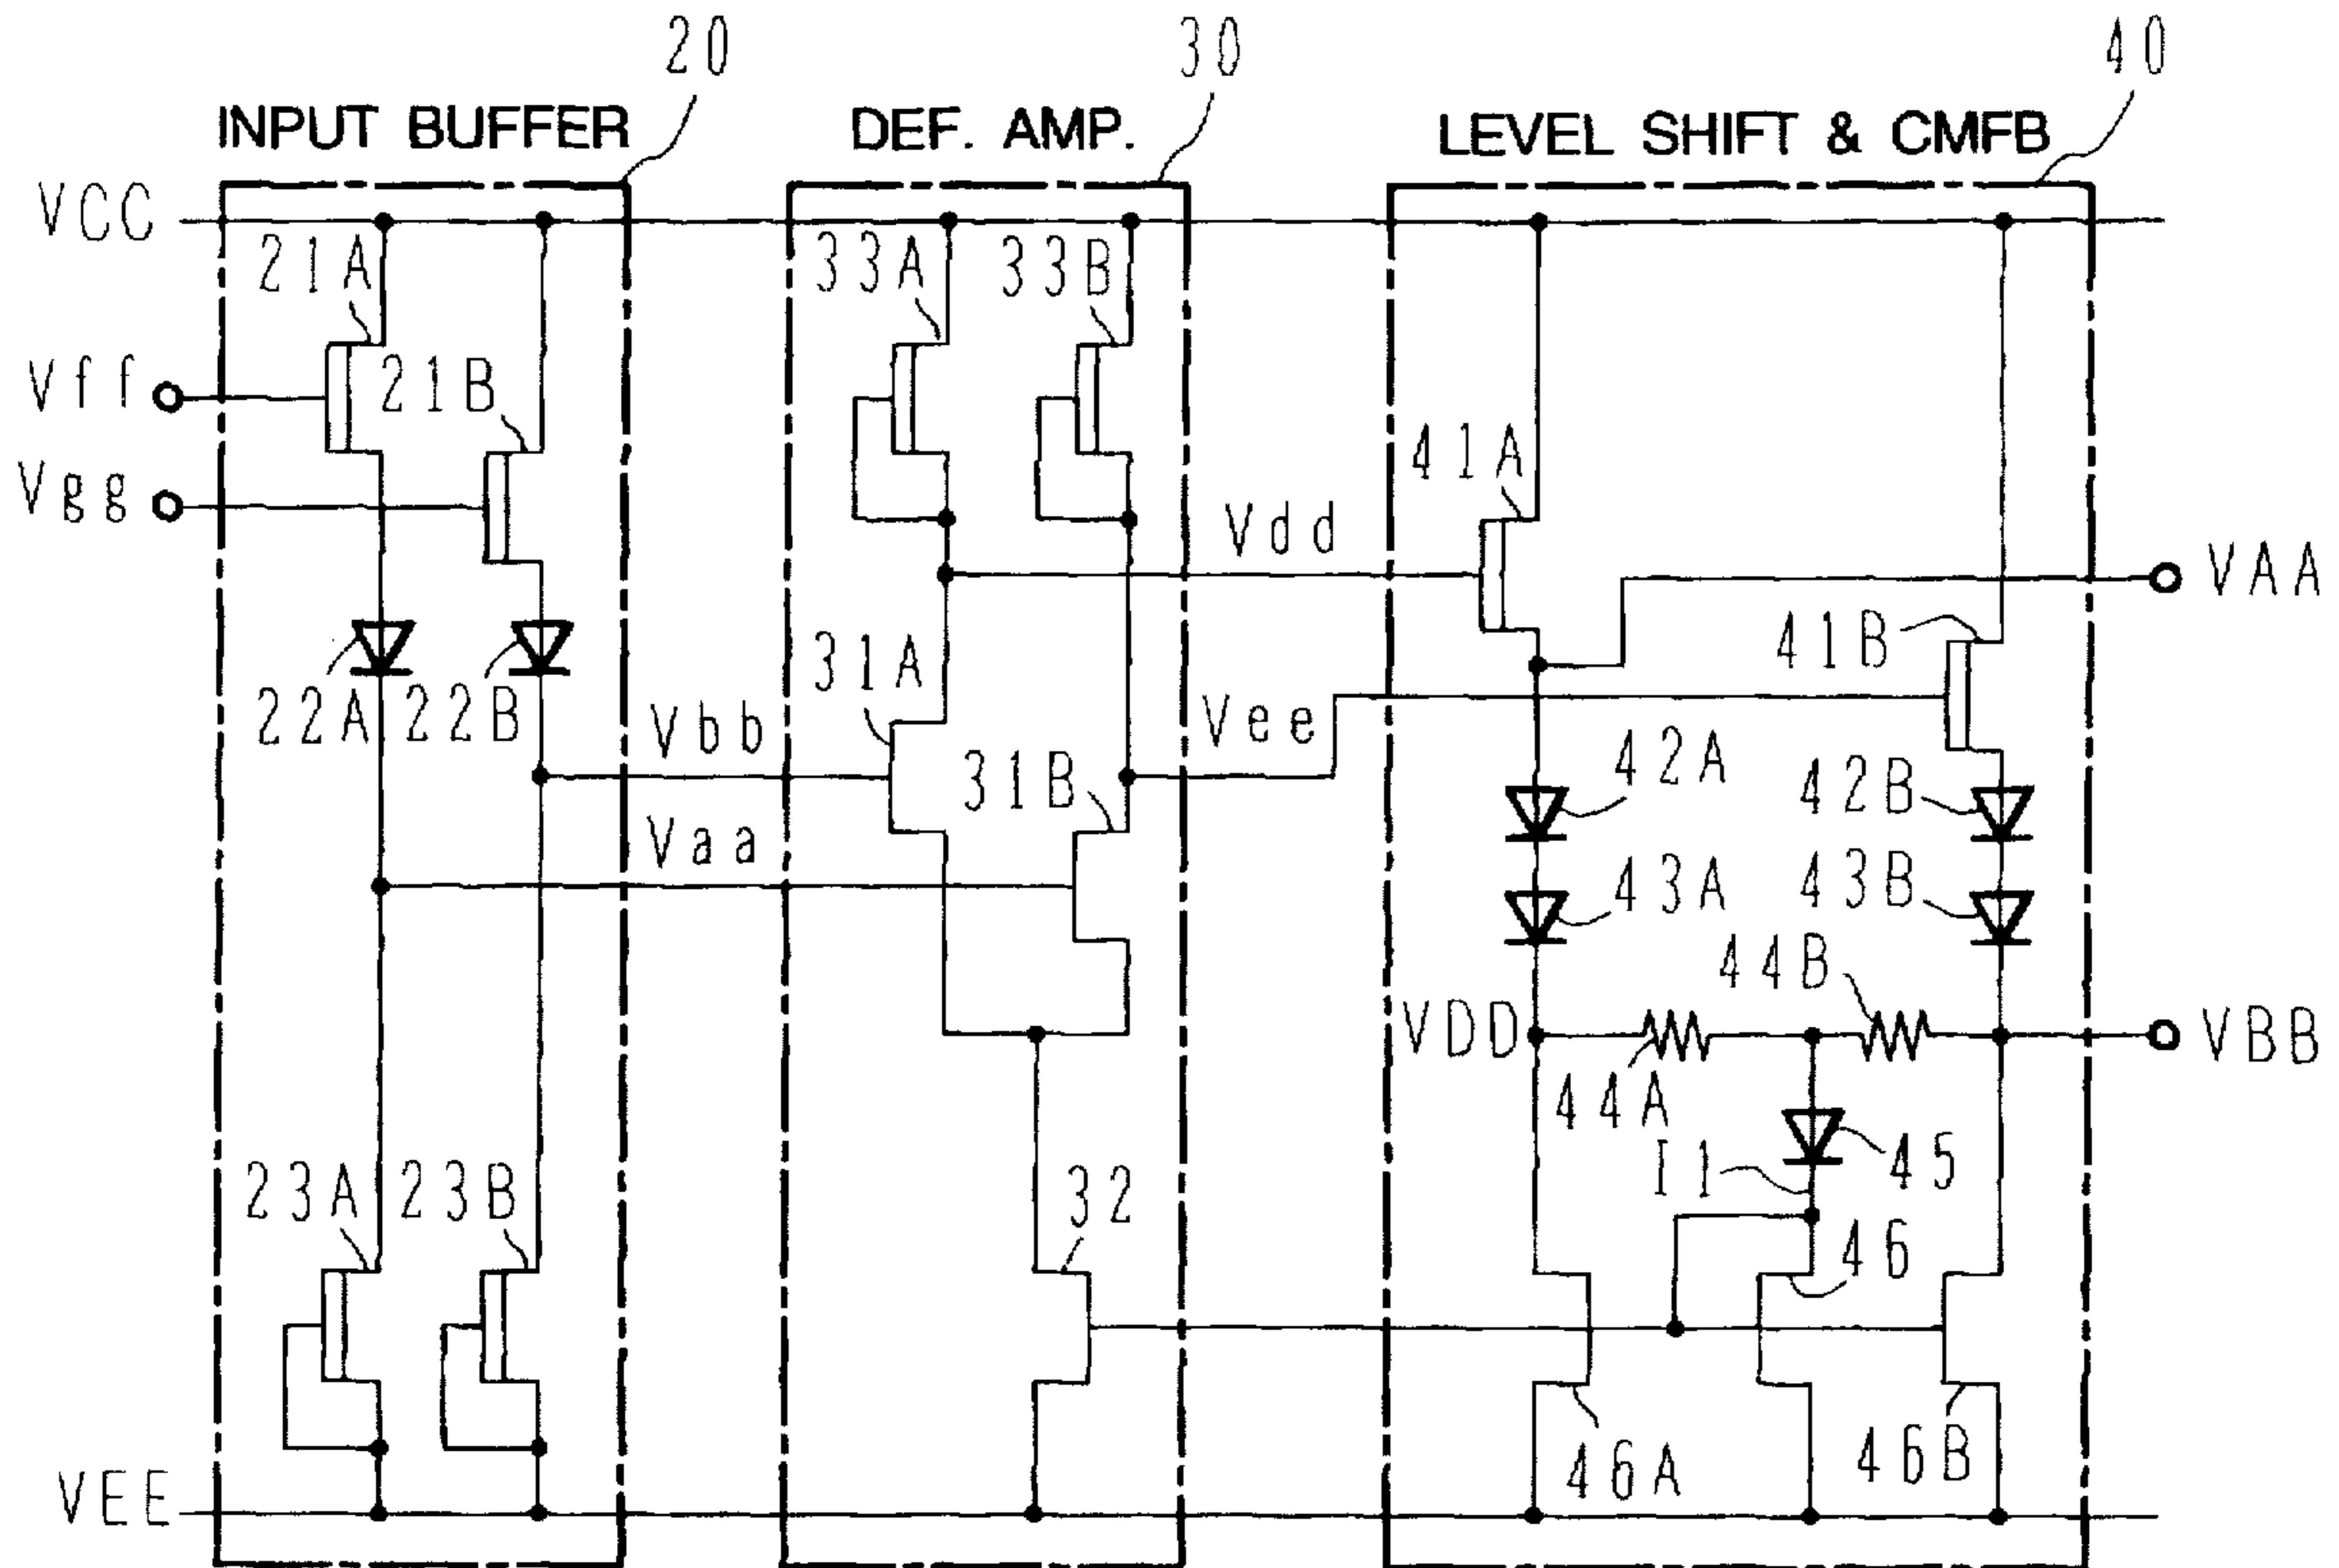 20
30
40
INPUT BUFFER
DEF. AMP.
LEVEL SHIFT & CMFB
VCC
21A
33A
33B
Vff
21B
41A
Vgg
Vdd
VAA
31A
41B
22A
22B
Vbb
Vee
42A
42B
31B
Vaa
43A
43B
44B
VDD
VBB
44A
I1
45
23A
23B
32
46
46A
46B
VEE